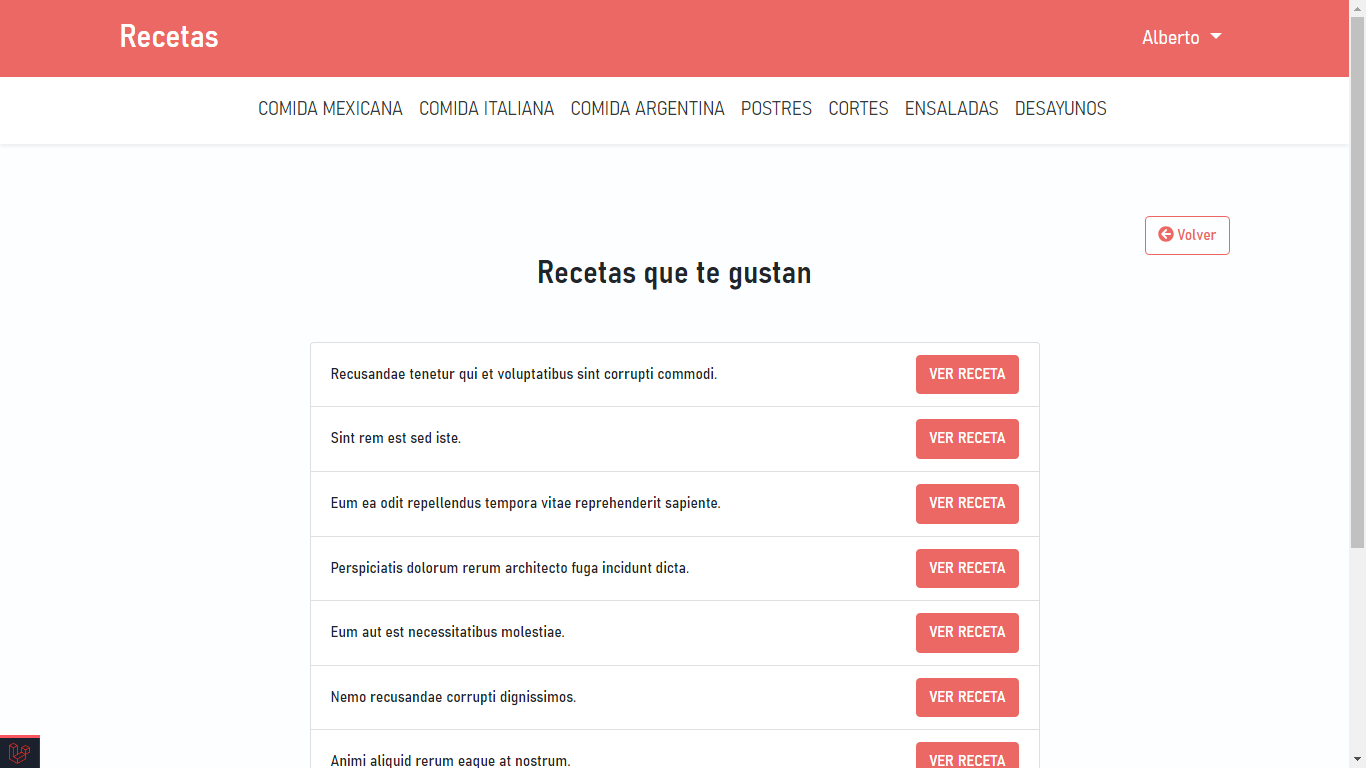 Recetas
Alberto
COMIDA MEXICANA COMIDA ITALIANA COMIDA ARGENTINA POSTRES CORTES ENSALADAS DESAYUNOS
Volver
Recetas que te gustan
Recusandae tenetur qui et voluptatibus sint corrupti commodi. VER RECETA
Sint rem est sed iste. VER RECETA
Eum ea odit repellendus tempora vitae reprehenderit sapiente. VER RECETA
Perspiciatis dolorum rerum architecto fuga incidunt dicta. VER RECETA
Eum aut est necessitatibus molestiae. VER RECETA
Nemo recusandae corrupti dignissimos. VER RECETA
Animi aliquid rerum eaque at nostrum. VER RECETA